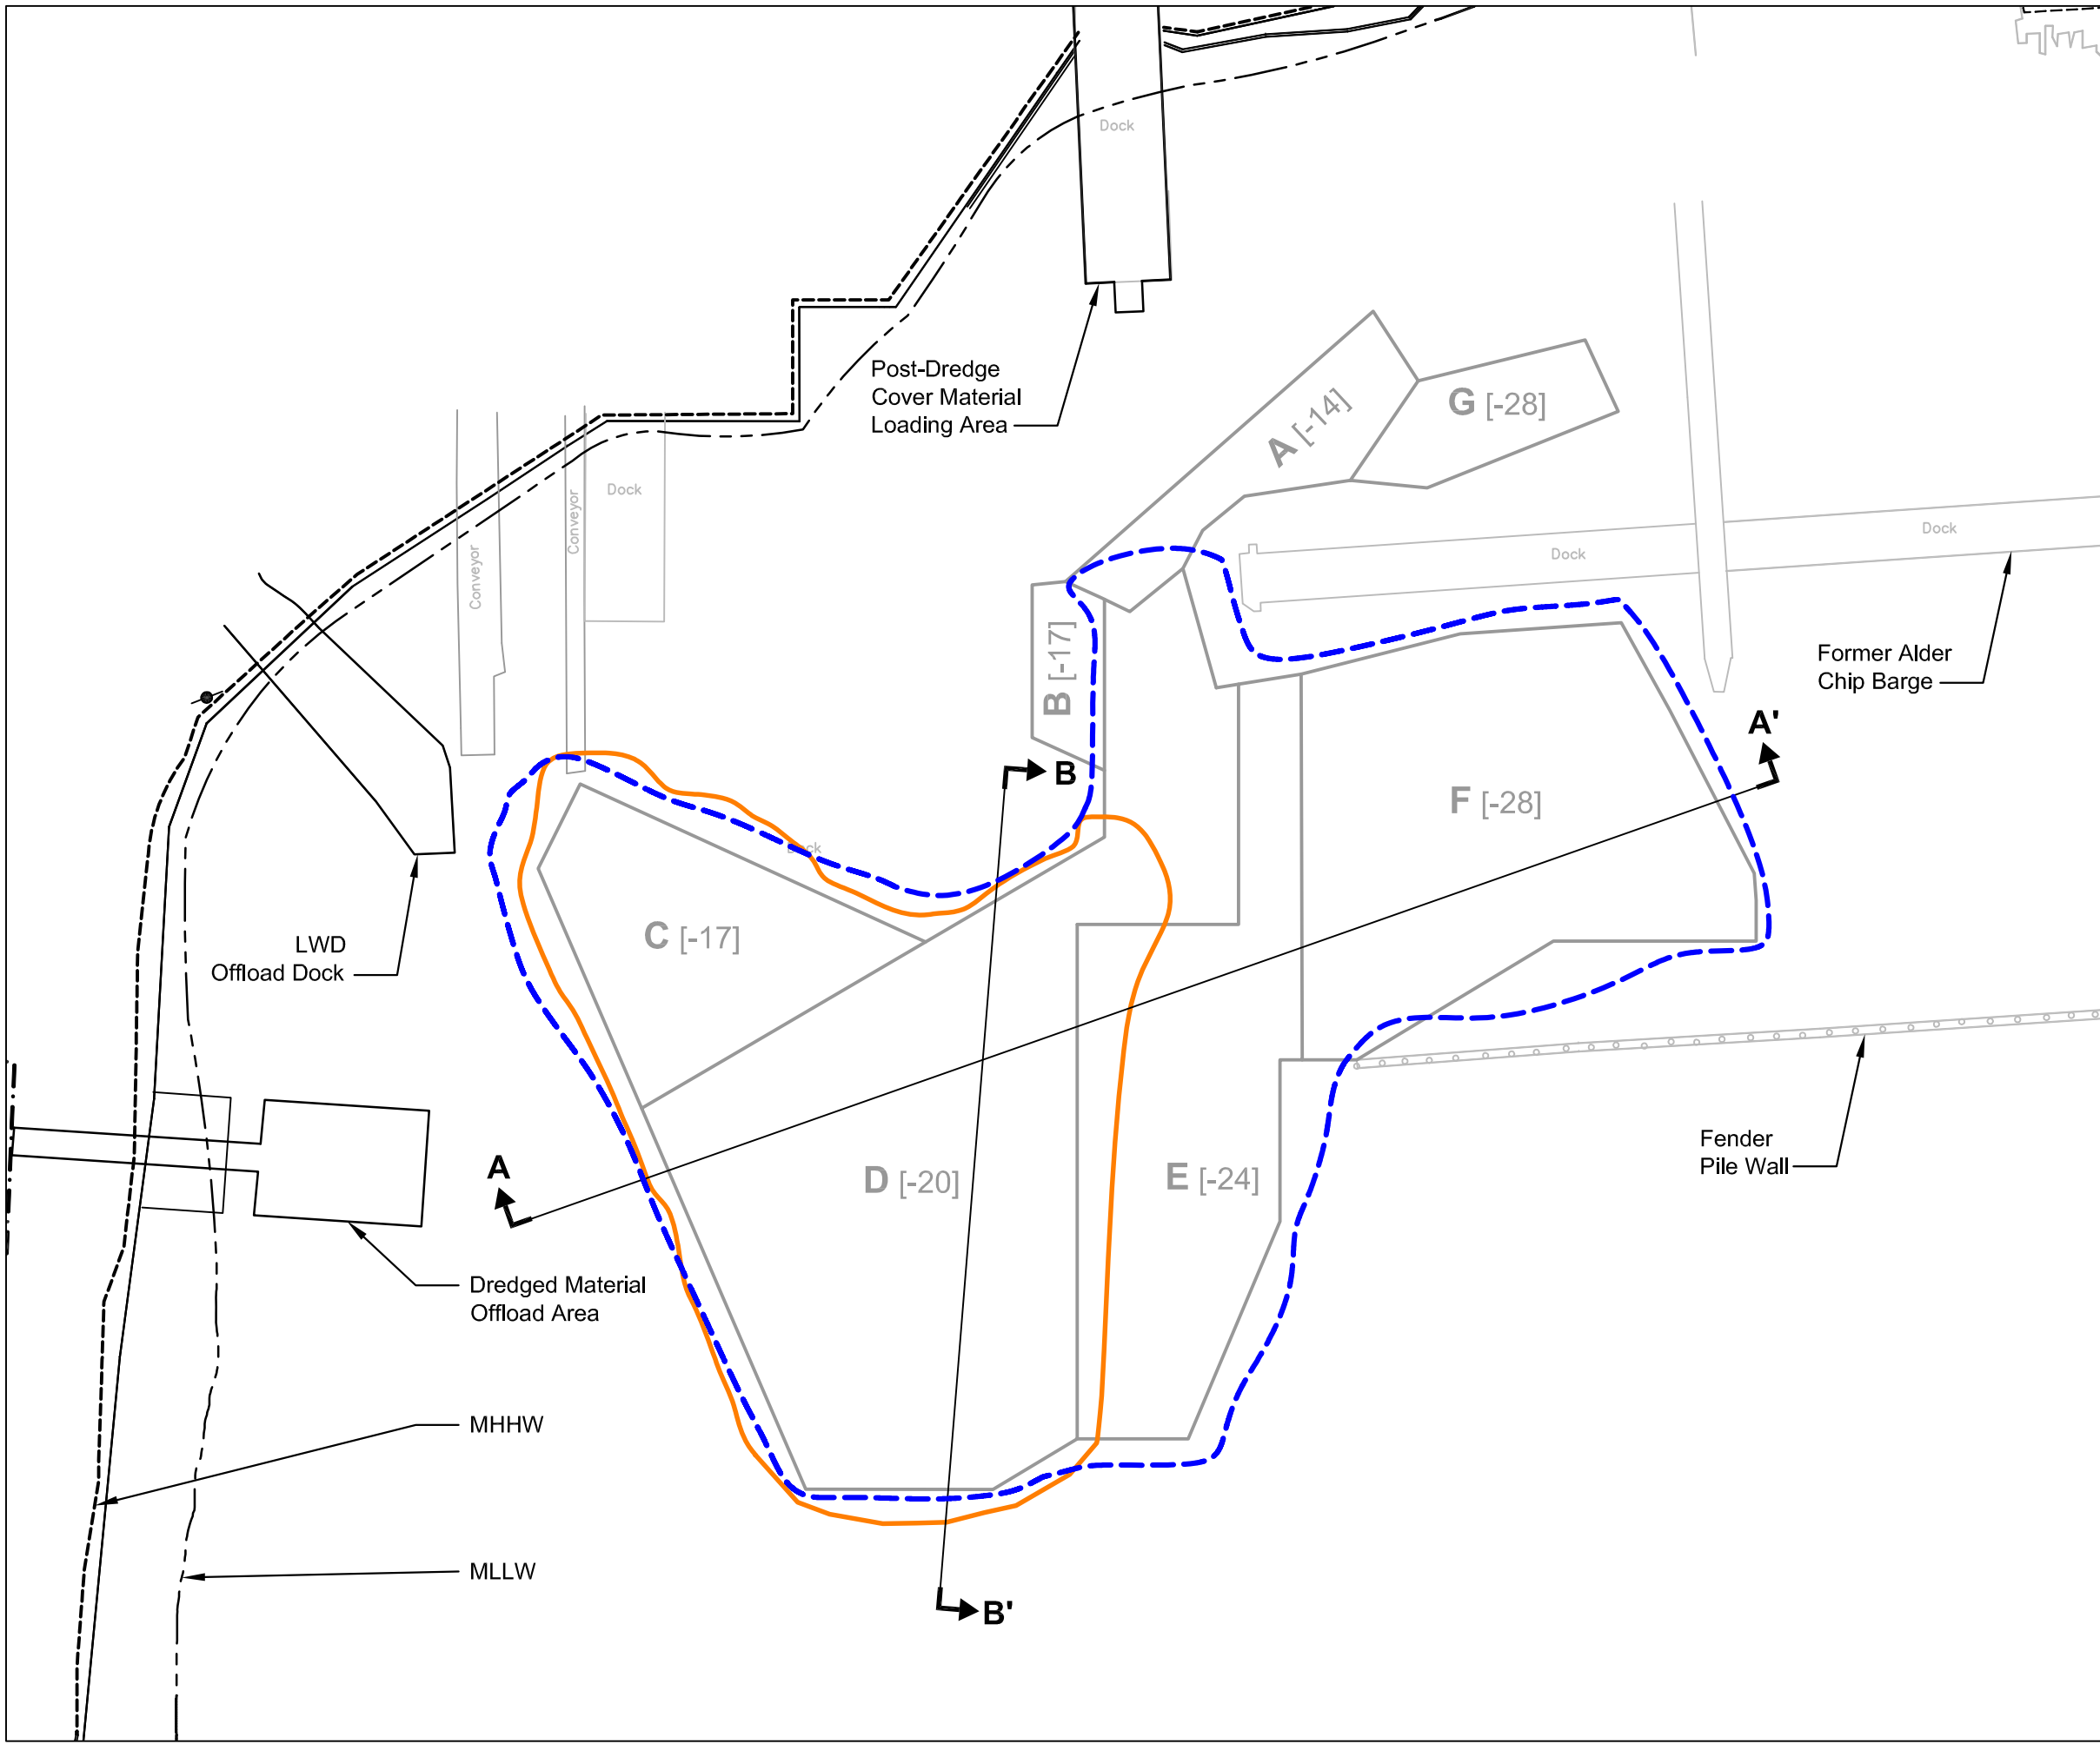 Dock
Post-Dredge
Cover Material
Loading Area
A [-14]
G [-28]
Dock
Conveyor
Conveyor
Dock
Dock
B [-17]
Former Alder
Chip Barge
A'
B
F [-28]
Dock
C [-17]
LWD
Offload Dock
Fender
Pile Wall
A
D [-20]
E [-24]
Dredged Material
Offload Area
MHHW
MLLW
B'